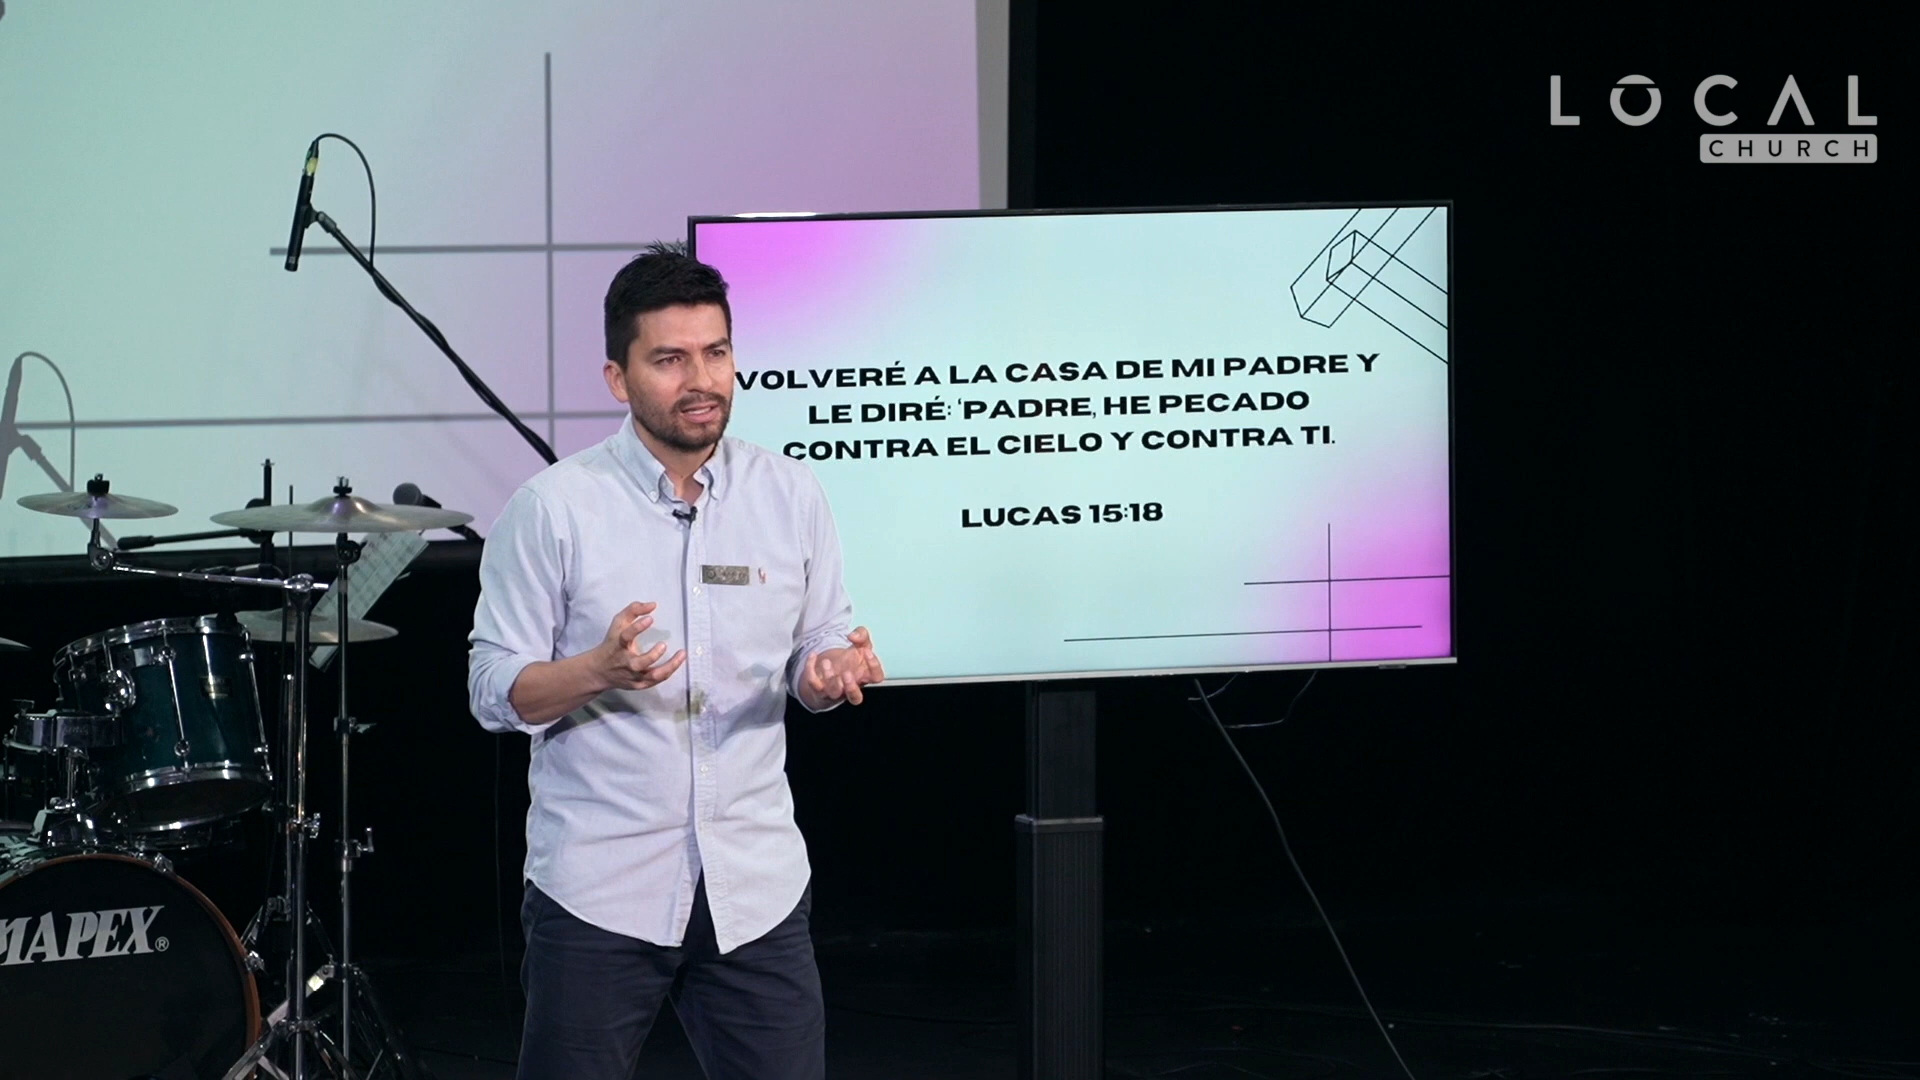 LOCAL
CHURCH
VOLVERÉ A LA CASA DE MI PADRE Y
LE DIRÉ: ‘PADRE, HE PECADO
CONTRA EL CIELO Y CONTRA TI.
LUCAS 15:18
MAPEX®